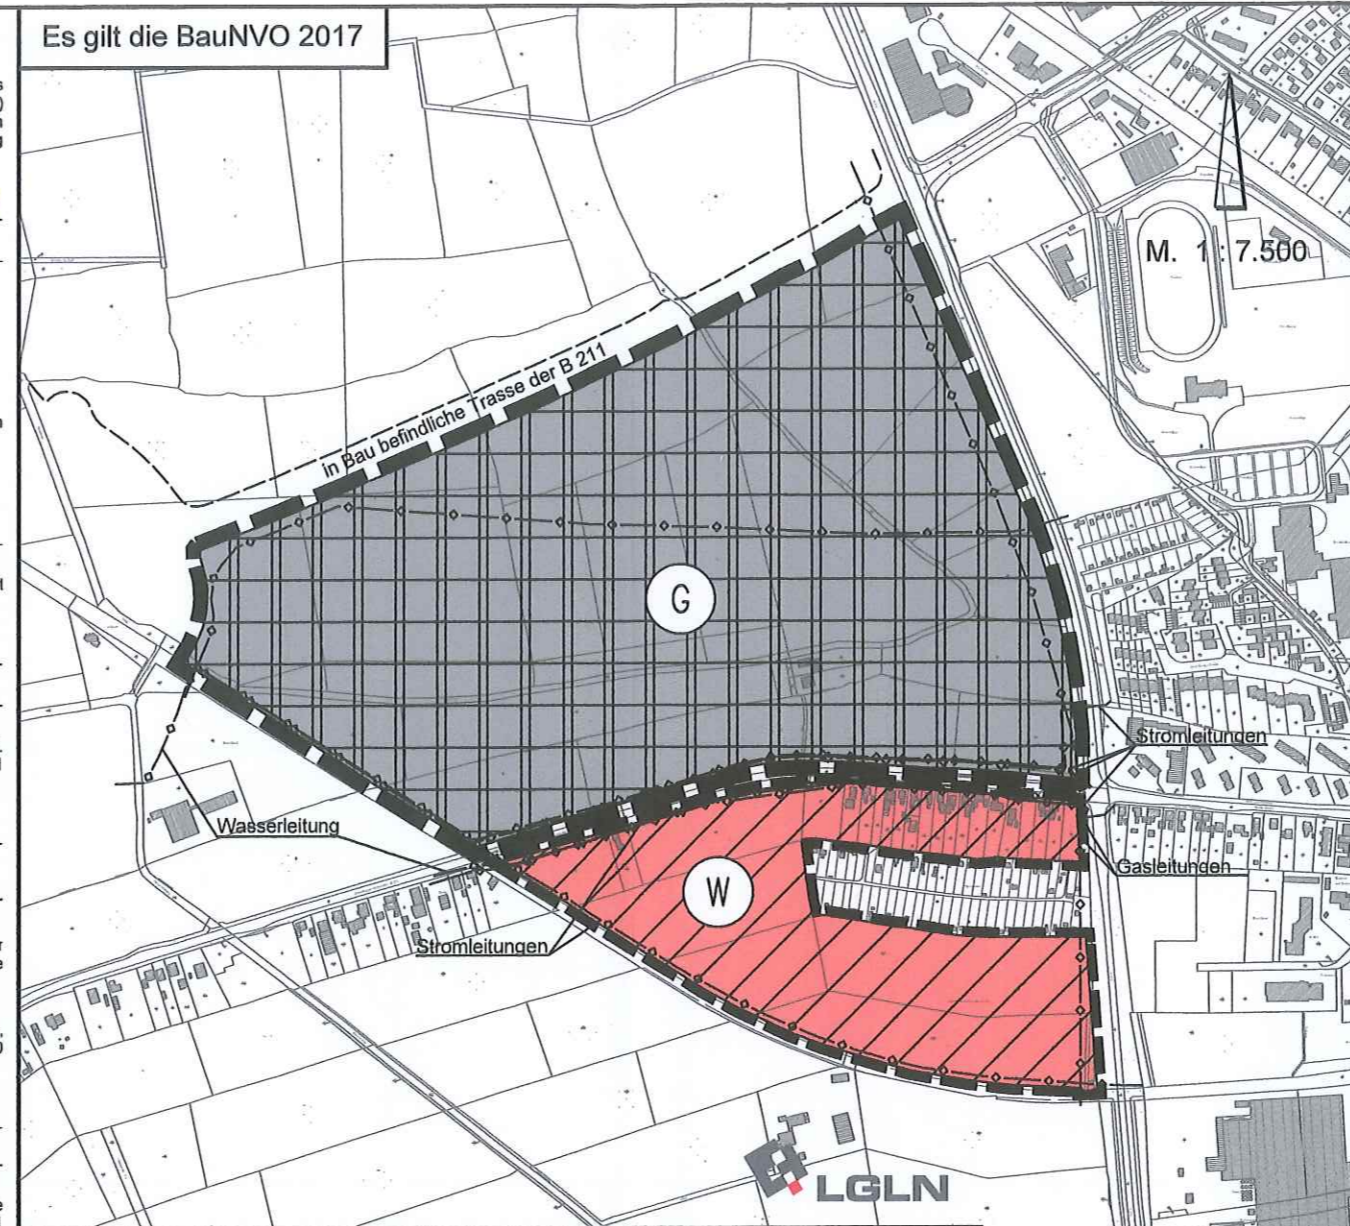 Es gilt die BauNVO 2017
M. 1 : 7.500
in Bau befindliche Trasse der B 211
G
Stromleitungen
Wasserleitung
Gasleitungen
W
Stromleitungen
LGLN